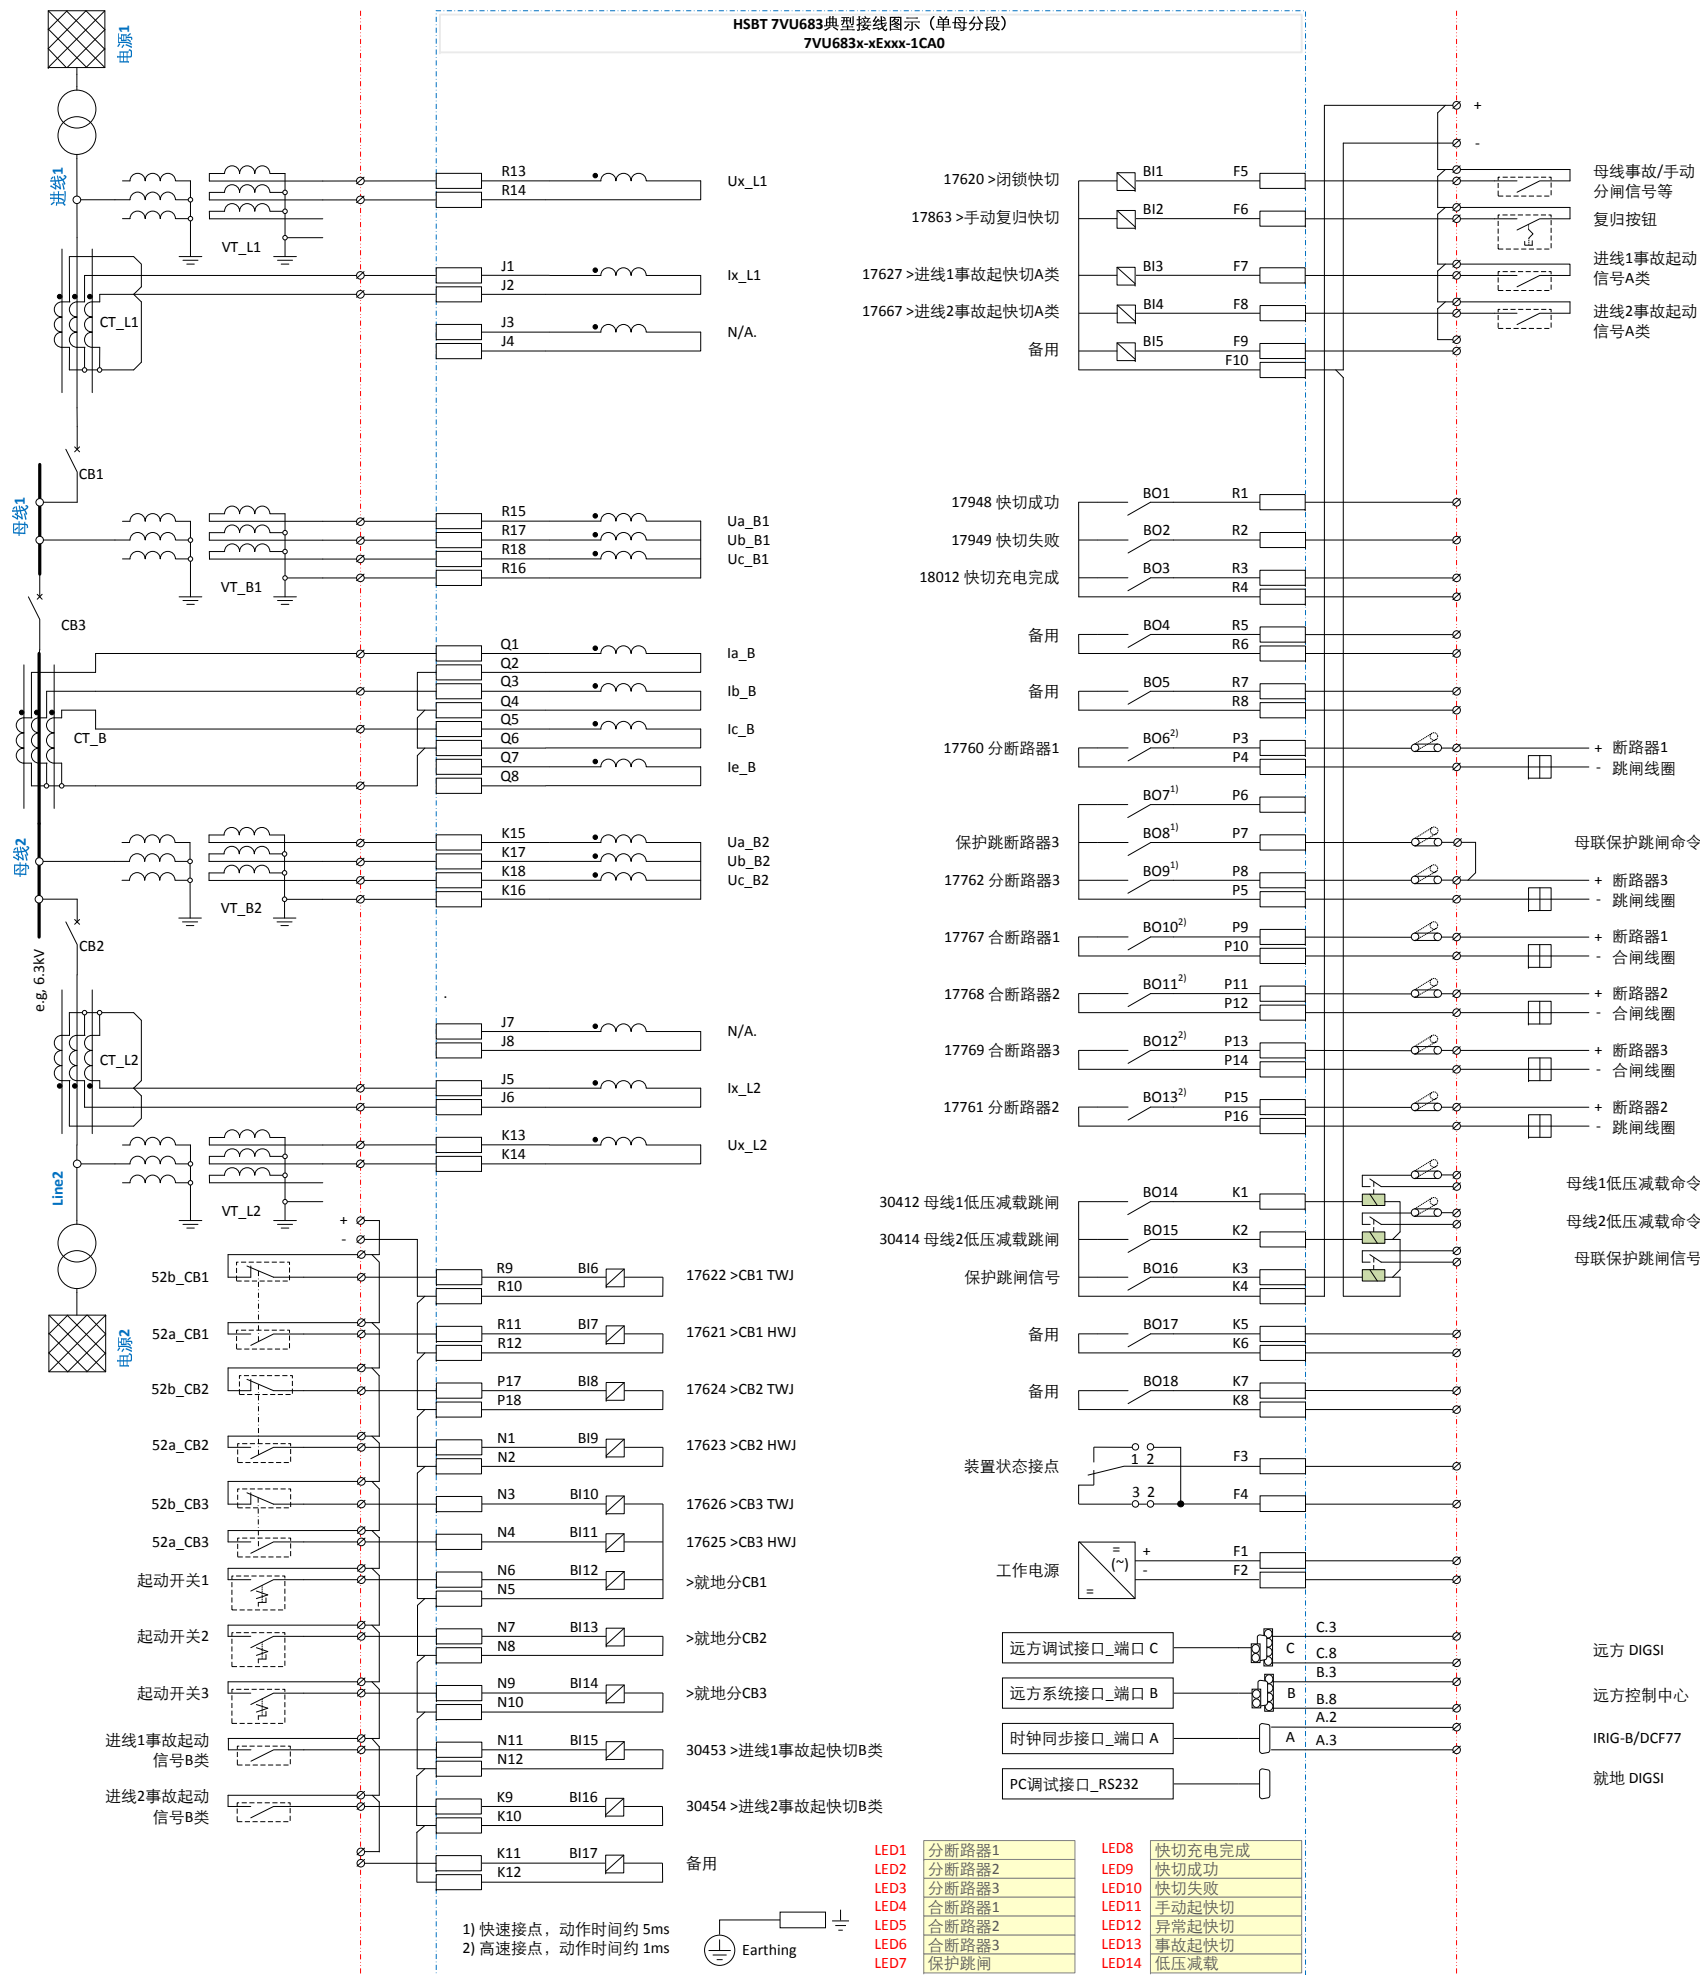 HSBT 7VU683典型接线图示（单母分段）
7VU683x-xExxx-1CA0
电源1
进线1
VT_L1
CT_L1
CB1
母线1
VT_B1
CB3
CT_B
母线2
VT_B2
CB2
e.g, 6.3kV
CT_L2
Line2
VT_L2
电源2
R13
R14
Ux_L1
J1
J2
Ix_L1
J3
J4
N/A.
R15
R17
R18
R16
Ua_B1
Ub_B1
Uc_B1
Q1
Q2
Q3
Q4
Q5
Q6
Q7
Q8
Ia_B
Ib_B
Ic_B
Ie_B
K15
K17
K18
K16
Ua_B2
Ub_B2
Uc_B2
J7
J8
N/A.
J5
J6
Ix_L2
K13
K14
Ux_L2
+
-
52b_CB1 R9 BI6 17622 >CB1 TWJ
R10
52a_CB1 R11 BI7 17621 >CB1 HWJ
R12
52b_CB2 P17 BI8 17624 >CB2 TWJ
P18
52a_CB2 N1 BI9 17623 >CB2 HWJ
N2
52b_CB3 N3 BI10 17626 >CB3 TWJ
52a_CB3 N4 BI11 17625 >CB3 HWJ
起动开关1 N6 BI12 >就地分CB1
N5
起动开关2 N7 BI13 >就地分CB2
N8
起动开关3 N9 BI14 >就地分CB3
N10
进线1事故起动
信号B类 N11 BI15 30453 >进线1事故起快切B类
N12
进线2事故起动
信号B类 K9 BI16 30454 >进线2事故起快切B类
K10
K11 BI17 备用
K12
1) 快速接点，动作时间约 5ms
2) 高速接点，动作时间约 1ms
Earthing
+
-
17620 >闭锁快切 BI1 F5 母线事故/手动
分闸信号等
17863 >手动复归快切 BI2 F6 复归按钮
17627 >进线1事故起快切A类 BI3 F7 进线1事故起动
信号A类
17667 >进线2事故起快切A类 BI4 F8 进线2事故起动
信号A类
备用 BI5 F9
F10
17948 快切成功 BO1 R1
17949 快切失败 BO2 R2
18012 快切充电完成 BO3 R3
R4
备用 BO4 R5
R6
备用 BO5 R7
R8
17760 分断路器1 BO6²⁾ P3 + 断路器1
P4 - 跳闸线圈
BO7¹⁾ P6
保护跳断路器3 BO8¹⁾ P7 母联保护跳闸命令
17762 分断路器3 BO9¹⁾ P8 + 断路器3
P5 - 跳闸线圈
17767 合断路器1 BO10²⁾ P9 + 断路器1
P10 - 合闸线圈
17768 合断路器2 BO11²⁾ P11 + 断路器2
P12 - 合闸线圈
17769 合断路器3 BO12²⁾ P13 + 断路器3
P14 - 合闸线圈
17761 分断路器2 BO13²⁾ P15 + 断路器2
P16 - 跳闸线圈
30412 母线1低压减载跳闸 BO14 K1 母线1低压减载命令
30414 母线2低压减载跳闸 BO15 K2 母线2低压减载命令
保护跳闸信号 BO16 K3 母联保护跳闸信号
K4
备用 BO17 K5
K6
备用 BO18 K7
K8
装置状态接点 1 2 F3
3 2 F4
工作电源 = (~) = + F1
- F2
远方调试接口_端口 C C C.3
C.8 远方 DIGSI
远方系统接口_端口 B B B.3
B.8 远方控制中心
时钟同步接口_端口 A A A.2
A.3 IRIG-B/DCF77
PC调试接口_RS232 就地 DIGSI
LED1 分断路器1 LED8 快切充电完成
LED2 分断路器2 LED9 快切成功
LED3 分断路器3 LED10 快切失败
LED4 合断路器1 LED11 手动起快切
LED5 合断路器2 LED12 异常起快切
LED6 合断路器3 LED13 事故起快切
LED7 保护跳闸 LED14 低压减载